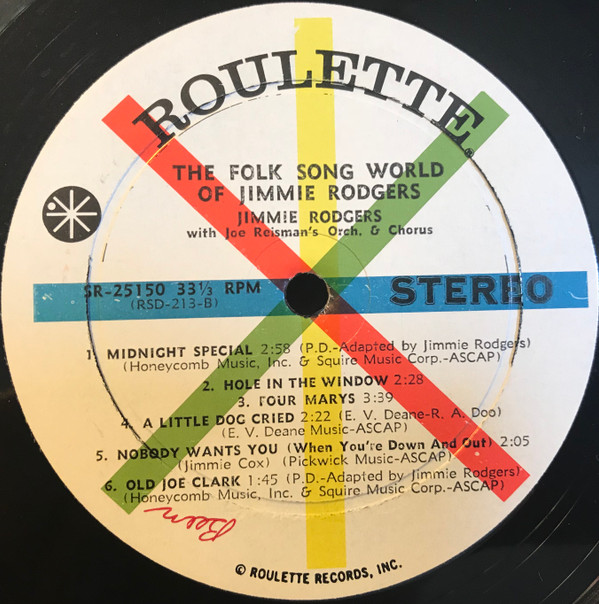 ROULETTE
®
THE FOLK SONG WORLD
OF JIMMIE RODGERS
JIMMIE RODGERS
with Joe Reisman's Orch. & Chorus
SR-25150 33⅓ RPM
(RSD-213-B)
STEREO
1. MIDNIGHT SPECIAL 2:58 (P.D.-Adapted by Jimmie Rodgers)
(Honeycomb Music, Inc. & Squire Music Corp.-ASCAP)
2. HOLE IN THE WINDOW 2:28
3. FOUR MARYS 3:39
4. A LITTLE DOG CRIED 2:22 (E. V. Deane-R. A. Doo)
(E. V. Deane Music-ASCAP)
5. NOBODY WANTS YOU (When You're Down And Out) 2:05
(Jimmie Cox) (Pickwick Music-ASCAP)
6. OLD JOE CLARK 1:45 (P.D.-Adapted by Jimmie Rodgers)
(Honeycomb Music, Inc. & Squire Music Corp.-ASCAP)
© ROULETTE RECORDS, INC.